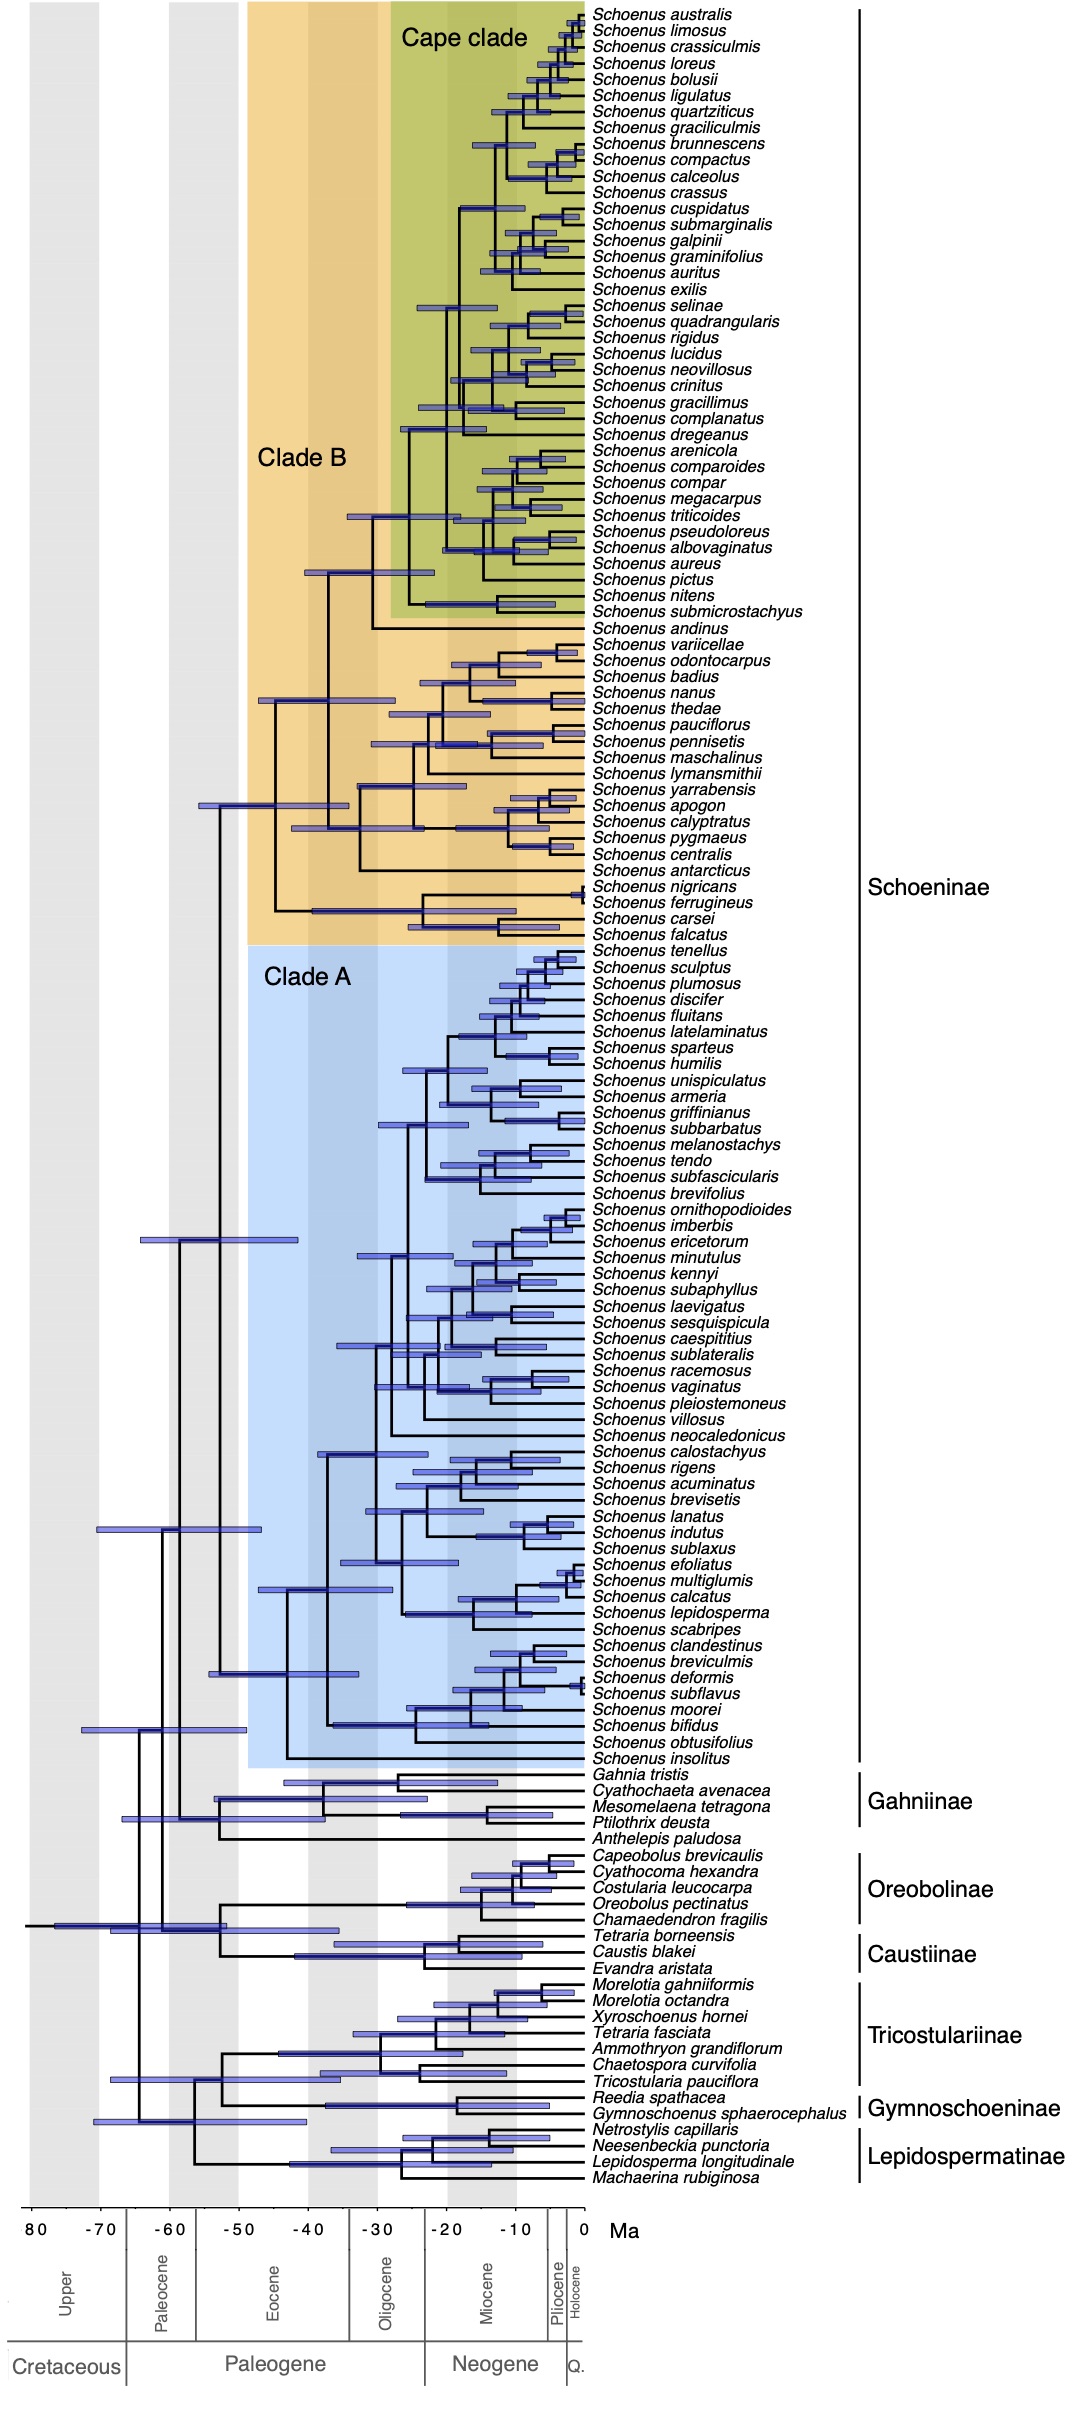 Cape clade
Clade B
Clade A
Schoenus australis
Schoenus limosus
Schoenus crassiculmis
Schoenus loreus
Schoenus bolusii
Schoenus ligulatus
Schoenus quartziticus
Schoenus graciliculmis
Schoenus brunnescens
Schoenus compactus
Schoenus calceolus
Schoenus crassus
Schoenus cuspidatus
Schoenus submarginalis
Schoenus galpinii
Schoenus graminifolius
Schoenus auritus
Schoenus exilis
Schoenus selinae
Schoenus quadrangularis
Schoenus rigidus
Schoenus lucidus
Schoenus neovillosus
Schoenus crinitus
Schoenus gracillimus
Schoenus complanatus
Schoenus dregeanus
Schoenus arenicola
Schoenus comparoides
Schoenus compar
Schoenus megacarpus
Schoenus triticoides
Schoenus pseudoloreus
Schoenus albovaginatus
Schoenus aureus
Schoenus pictus
Schoenus nitens
Schoenus submicrostachyus
Schoenus andinus
Schoenus variicellae
Schoenus odontocarpus
Schoenus badius
Schoenus nanus
Schoenus thedae
Schoenus pauciflorus
Schoenus pennisetis
Schoenus maschalinus
Schoenus lymansmithii
Schoenus yarrabensis
Schoenus apogon
Schoenus calyptratus
Schoenus pygmaeus
Schoenus centralis
Schoenus antarcticus
Schoenus nigricans
Schoenus ferrugineus
Schoenus carsei
Schoenus falcatus
Schoenus tenellus
Schoenus sculptus
Schoenus plumosus
Schoenus discifer
Schoenus fluitans
Schoenus latelaminatus
Schoenus sparteus
Schoenus humilis
Schoenus unispiculatus
Schoenus armeria
Schoenus griffinianus
Schoenus subbarbatus
Schoenus melanostachys
Schoenus tendo
Schoenus subfascicularis
Schoenus brevifolius
Schoenus ornithopodioides
Schoenus imberbis
Schoenus ericetorum
Schoenus minutulus
Schoenus kennyi
Schoenus subaphyllus
Schoenus laevigatus
Schoenus sesquispicula
Schoenus caespititius
Schoenus sublateralis
Schoenus racemosus
Schoenus vaginatus
Schoenus pleiostemoneus
Schoenus villosus
Schoenus neocaledonicus
Schoenus calostachyus
Schoenus rigens
Schoenus acuminatus
Schoenus brevisetis
Schoenus lanatus
Schoenus indutus
Schoenus sublaxus
Schoenus efoliatus
Schoenus multiglumis
Schoenus calcatus
Schoenus lepidosperma
Schoenus scabripes
Schoenus clandestinus
Schoenus breviculmis
Schoenus deformis
Schoenus subflavus
Schoenus moorei
Schoenus bifidus
Schoenus obtusifolius
Schoenus insolitus
Gahnia tristis
Cyathochaeta avenacea
Mesomelaena tetragona
Ptilothrix deusta
Anthelepis paludosa
Capeobolus brevicaulis
Cyathocoma hexandra
Costularia leucocarpa
Oreobolus pectinatus
Chamaedendron fragilis
Tetraria borneensis
Caustis blakei
Evandra aristata
Morelotia gahniiformis
Morelotia octandra
Xyroschoenus hornei
Tetraria fasciata
Ammothryon grandiflorum
Chaetospora curvifolia
Tricostularia pauciflora
Reedia spathacea
Gymnoschoenus sphaerocephalus
Netrostylis capillaris
Neesenbeckia punctoria
Lepidosperma longitudinale
Machaerina rubiginosa
Schoeninae
Gahniinae
Oreobolinae
Caustiinae
Tricostulariinae
Gymnoschoeninae
Lepidospermatinae
80 -70 -60 -50 -40 -30 -20 -10 0 Ma
Upper Paleocene Eocene Oligocene Miocene Pliocene Holocene
Cretaceous Paleogene Neogene Q.